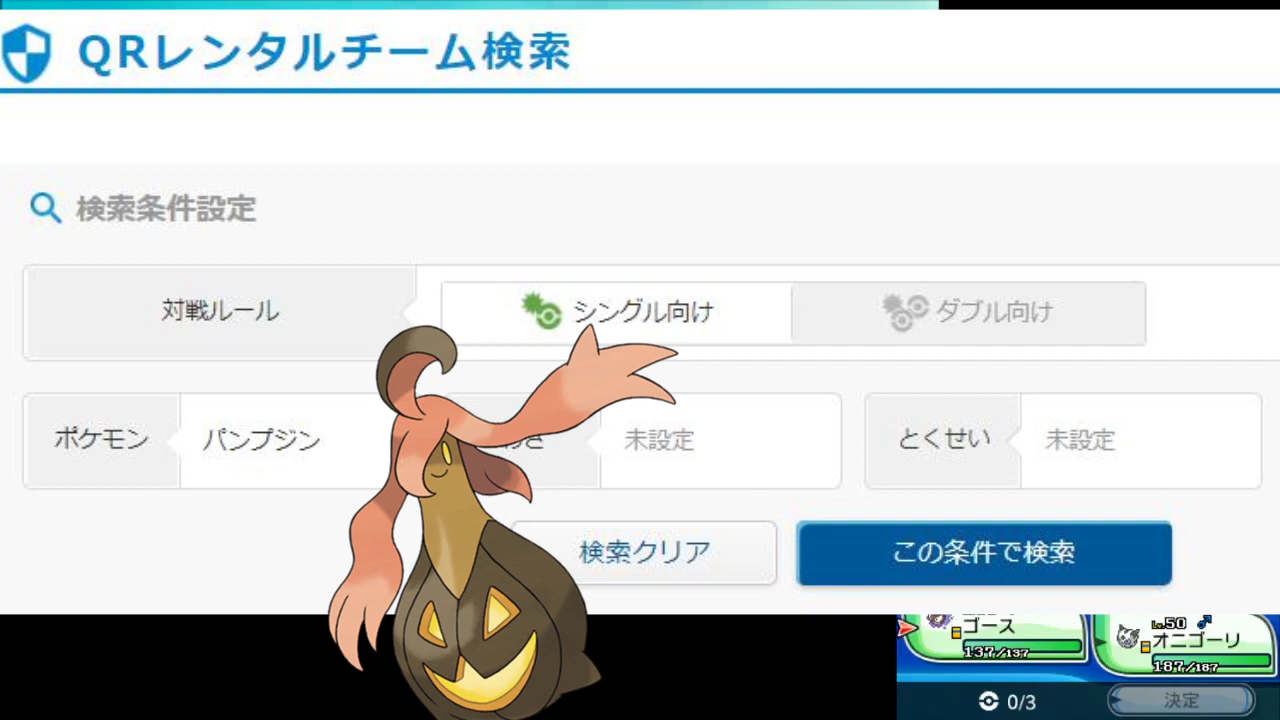 QRレンタルチーム検索
検索条件設定
対戦ルール
シングル向け
ダブル向け
ポケモン
パンプジン
未設定
とくせい
未設定
検索クリア
この条件で検索
ゴース
137/137
Lv.50 ♂
オニゴーリ
187/187
0/3
決定